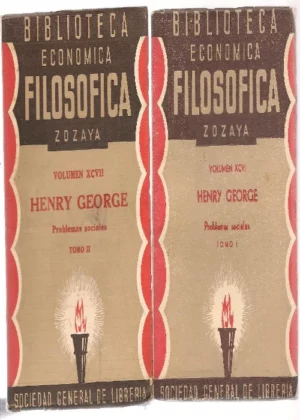 BIBLIOTECA
ECONOMICA
FILOSOFICA
ZOZAYA
VOLUMEN XCVII
HENRY GEORGE
Problemas sociales
TOMO II
SOCIEDAD GENERAL DE LIBRERIA
BIBLIOTECA
ECONOMICA
FILOSOFICA
ZOZAYA
VOLUMEN XCVI
HENRY GEORGE
Problemas sociales
TOMO I
SOCIEDAD GENERAL DE LIBRERIA